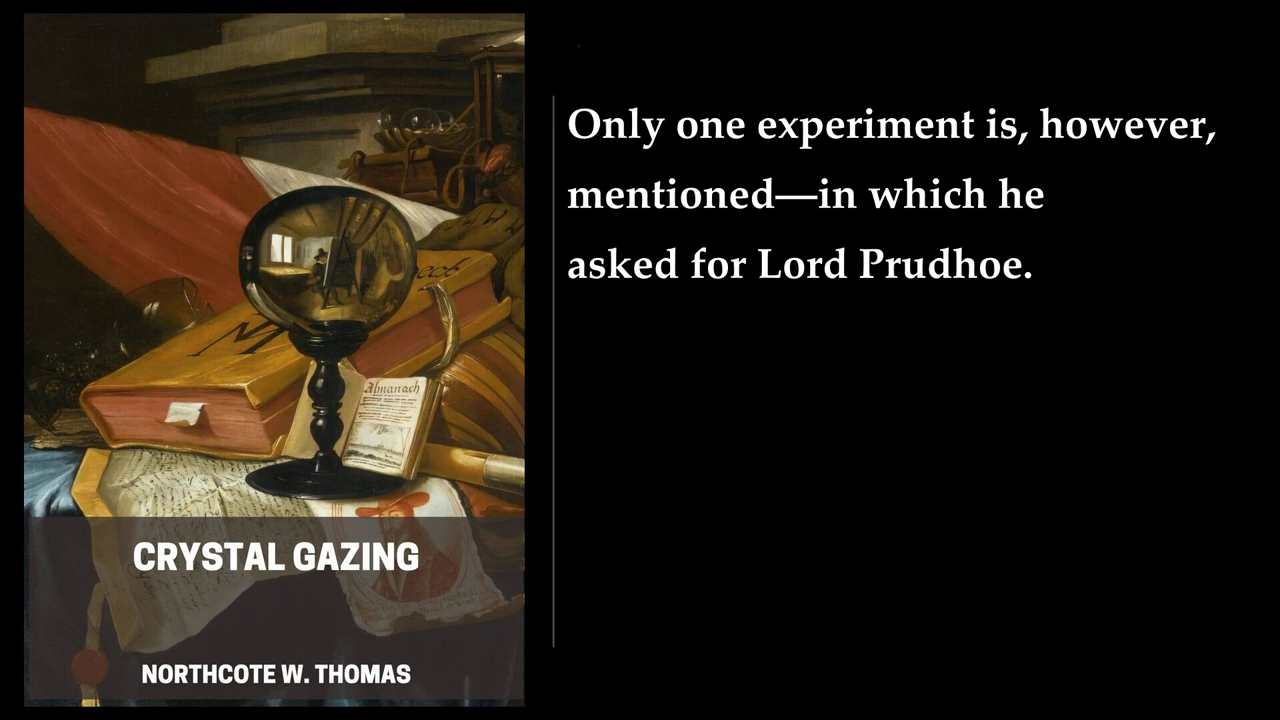 Only one experiment is, however,
mentioned—in which he
asked for Lord Prudhoe.
M
Almanach
CRYSTAL GAZING
NORTHCOTE W. THOMAS